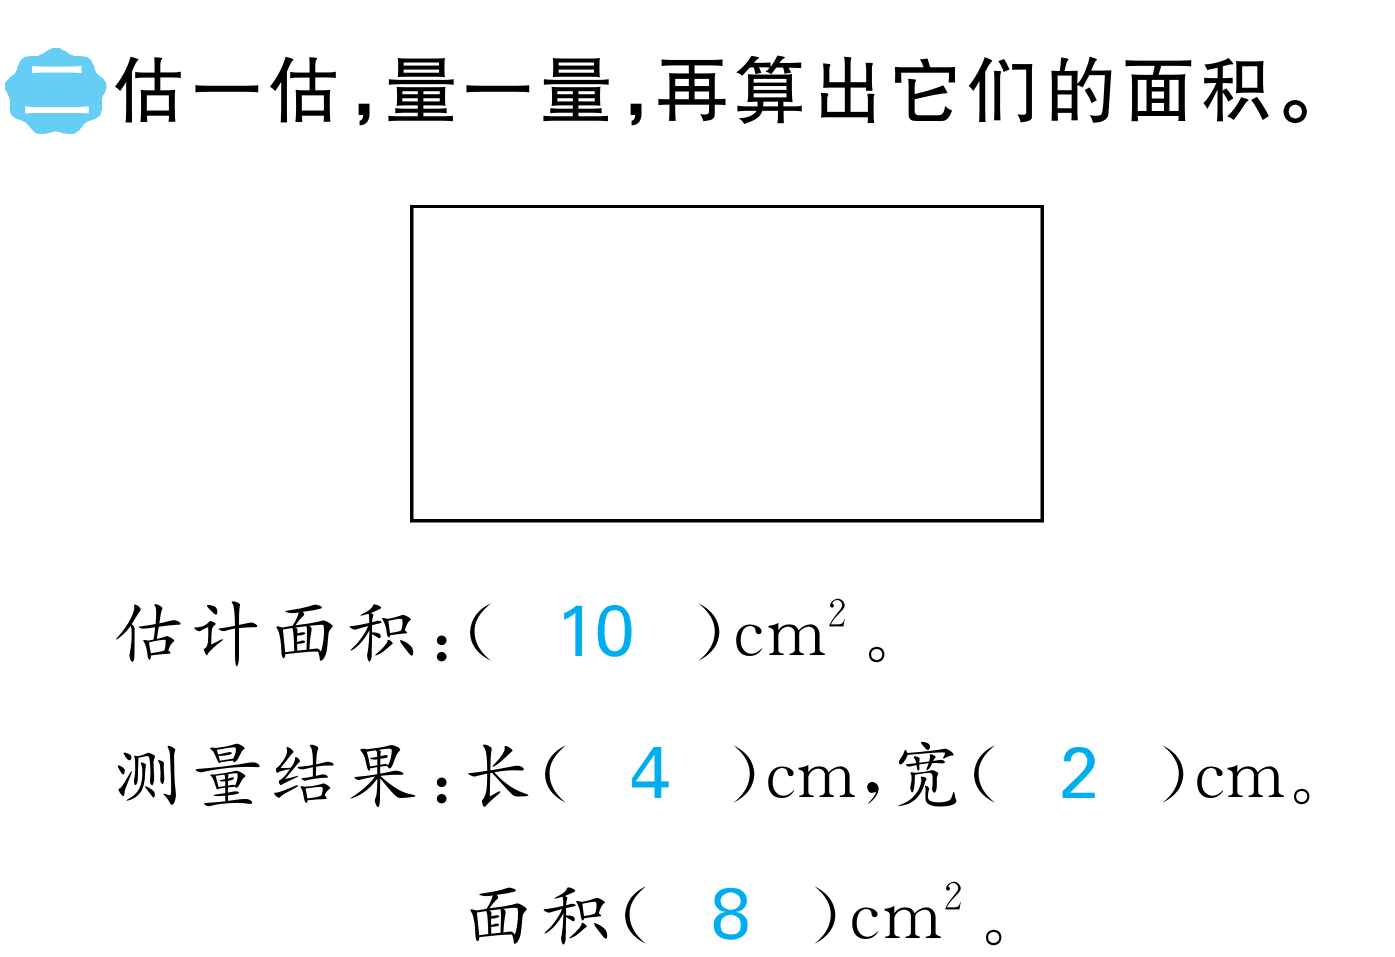 二 估一估,量一量,再算出它们的面积。
估计面积:( 10 )cm²。
测量结果:长( 4 )cm,宽( 2 )cm。
面积( 8 )cm²。